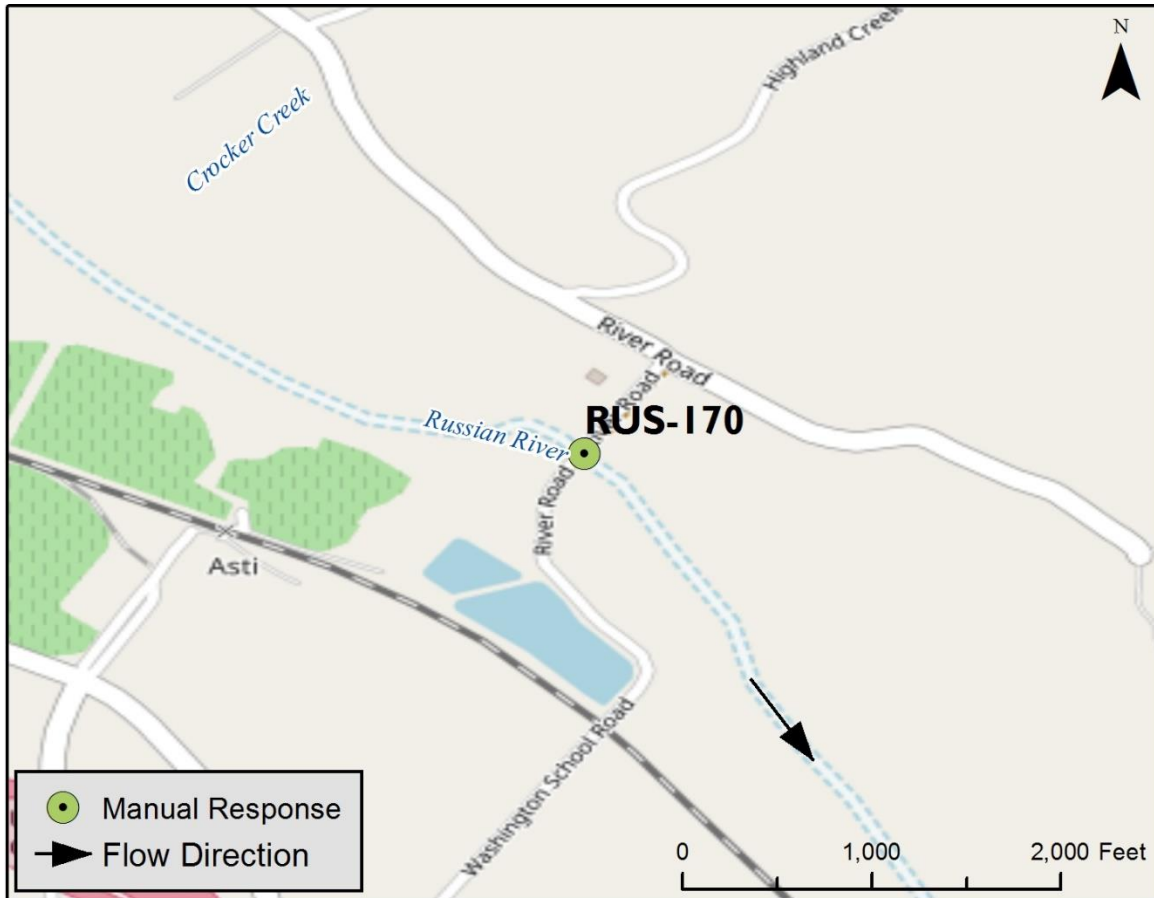 N
Highland Creek
Crocker Creek
River Road
Road
RUS-170
Russian River
River Road
Asti
Washington School Road
Manual Response
Flow Direction
0 1,000 2,000 Feet